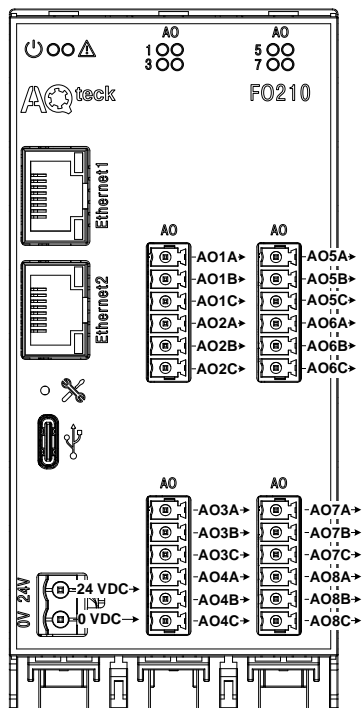 AO AO
1 5
3 7
AQteck FO210
Ethernet1
Ethernet2
AO AO
AO1A AO5A
AO1B AO5B
AO1C AO5C
AO2A AO6A
AO2B AO6B
AO2C AO6C
AO AO
AO3A AO7A
AO3B AO7B
AO3C AO7C
AO4A AO8A
AO4B AO8B
AO4C AO8C
0V 24V
24 VDC
0 VDC